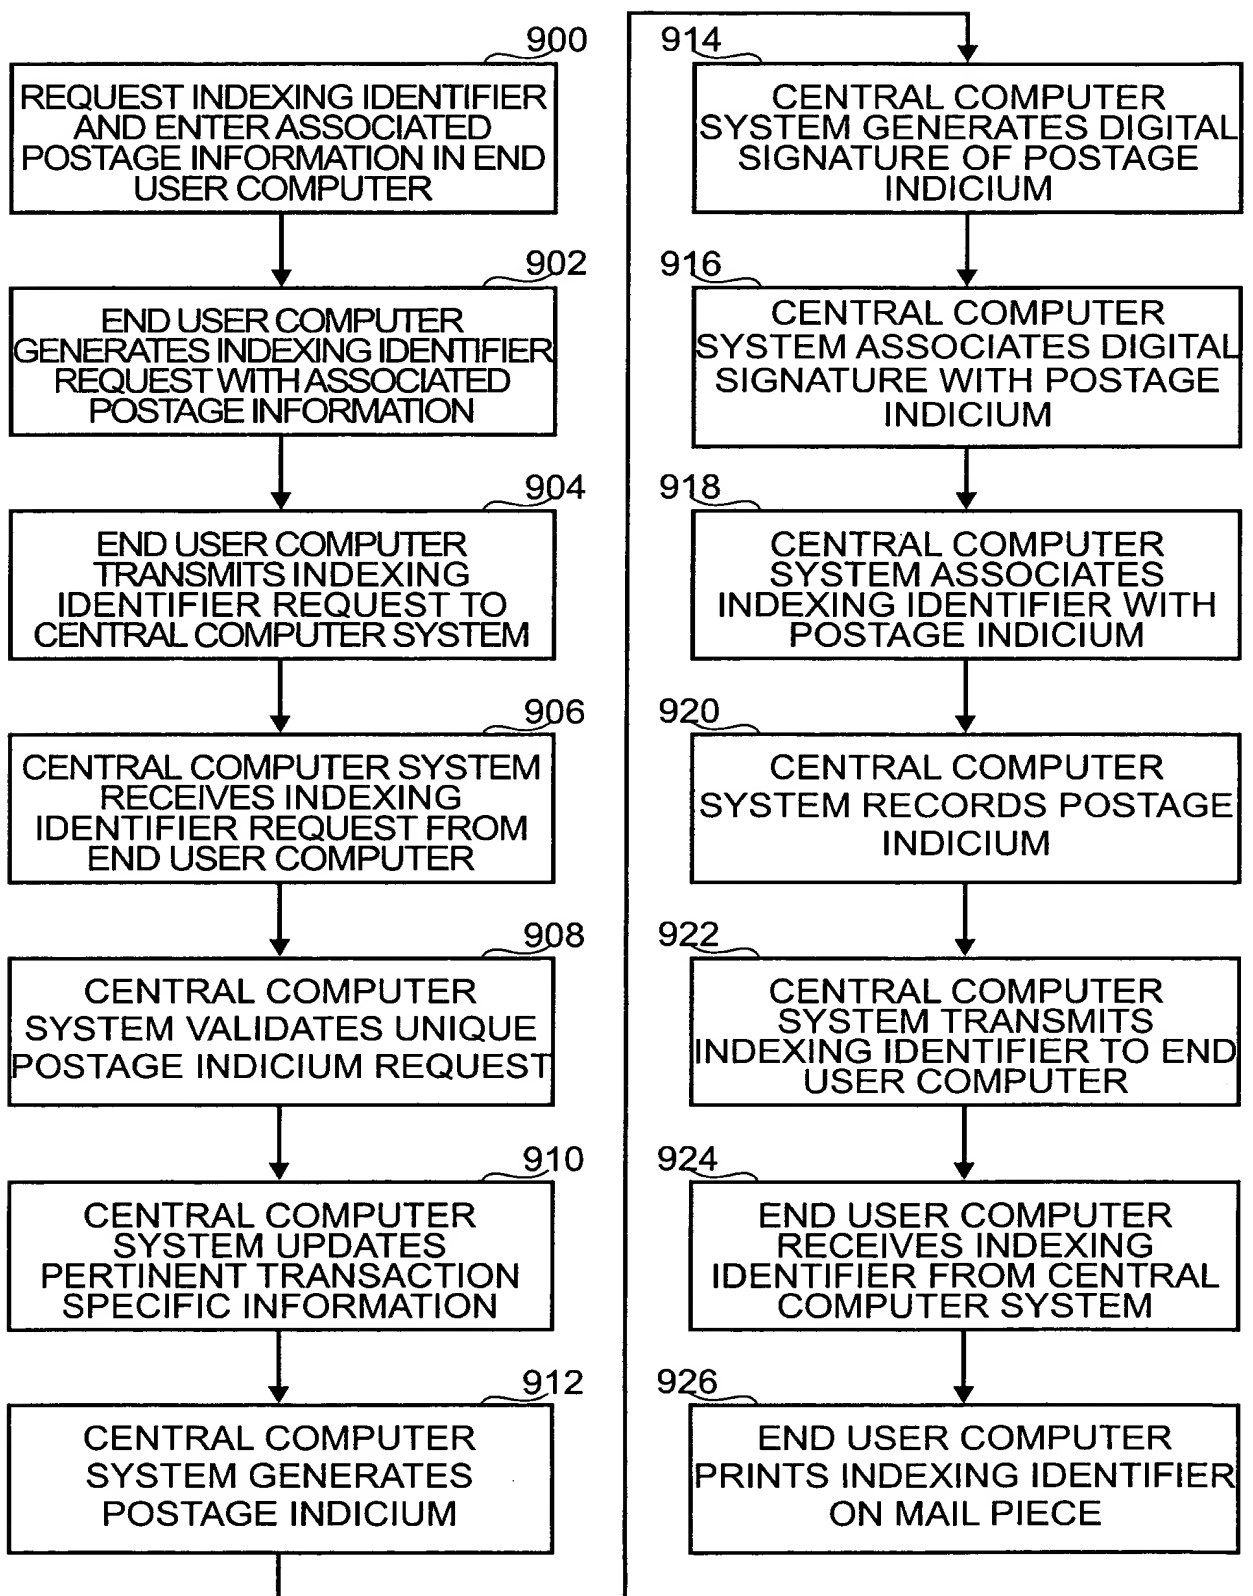 900
REQUEST INDEXING IDENTIFIER
AND ENTER ASSOCIATED
POSTAGE INFORMATION IN END
USER COMPUTER
902
END USER COMPUTER
GENERATES INDEXING IDENTIFIER
REQUEST WITH ASSOCIATED
POSTAGE INFORMATION
904
END USER COMPUTER
TRANSMITS INDEXING
IDENTIFIER REQUEST TO
CENTRAL COMPUTER SYSTEM
906
CENTRAL COMPUTER SYSTEM
RECEIVES INDEXING
IDENTIFIER REQUEST FROM
END USER COMPUTER
908
CENTRAL COMPUTER
SYSTEM VALIDATES UNIQUE
POSTAGE INDICIUM REQUEST
910
CENTRAL COMPUTER
SYSTEM UPDATES
PERTINENT TRANSACTION
SPECIFIC INFORMATION
912
CENTRAL COMPUTER
SYSTEM GENERATES
POSTAGE INDICIUM
914
CENTRAL COMPUTER
SYSTEM GENERATES DIGITAL
SIGNATURE OF POSTAGE
INDICIUM
916
CENTRAL COMPUTER
SYSTEM ASSOCIATES DIGITAL
SIGNATURE WITH POSTAGE
INDICIUM
918
CENTRAL COMPUTER
SYSTEM ASSOCIATES
INDEXING IDENTIFIER WITH
POSTAGE INDICIUM
920
CENTRAL COMPUTER
SYSTEM RECORDS POSTAGE
INDICIUM
922
CENTRAL COMPUTER
SYSTEM TRANSMITS
INDEXING IDENTIFIER TO END
USER COMPUTER
924
END USER COMPUTER
RECEIVES INDEXING
IDENTIFIER FROM CENTRAL
COMPUTER SYSTEM
926
END USER COMPUTER
PRINTS INDEXING IDENTIFIER
ON MAIL PIECE